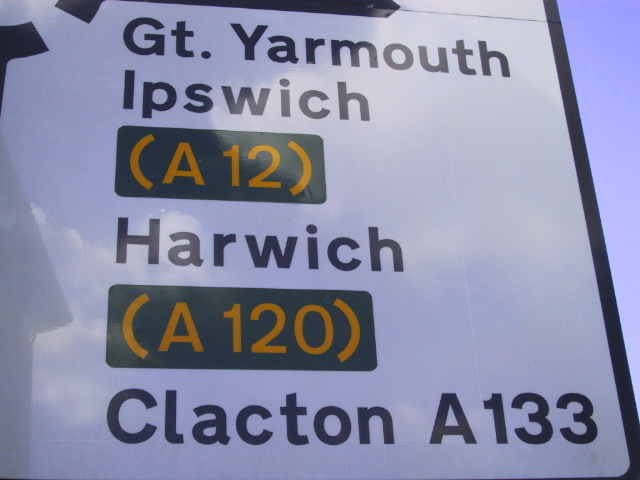 Gt. Yarmouth
Ipswich
(A 12)
Harwich
(A 120)
Clacton A133